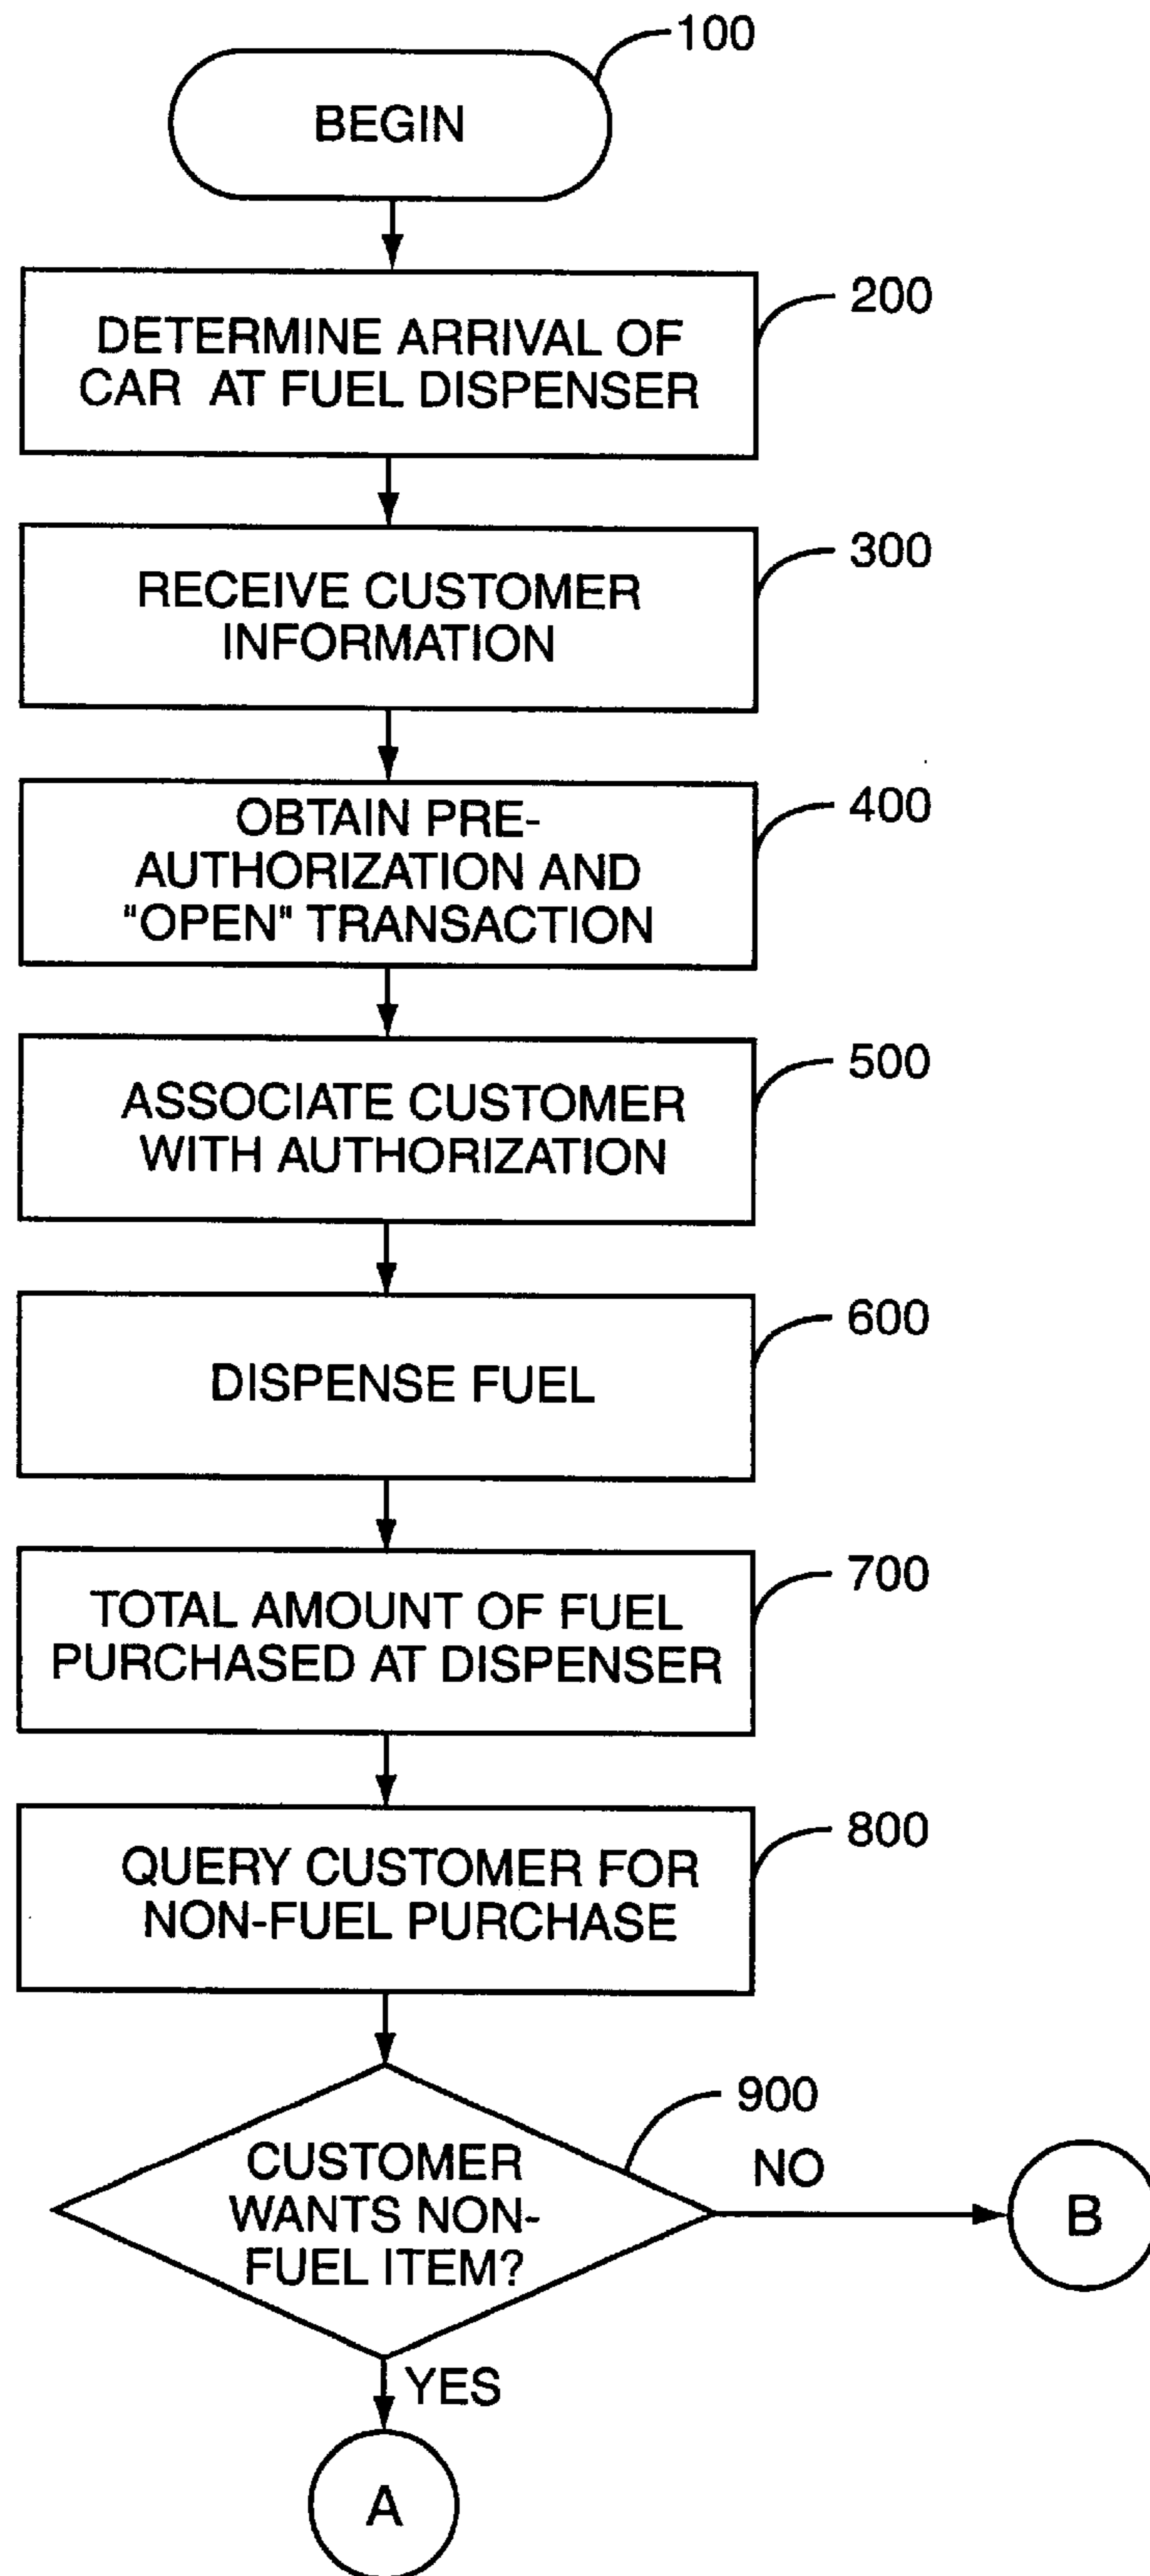 100
BEGIN
200
DETERMINE ARRIVAL OF
CAR AT FUEL DISPENSER
300
RECEIVE CUSTOMER
INFORMATION
400
OBTAIN PRE-
AUTHORIZATION AND
"OPEN" TRANSACTION
500
ASSOCIATE CUSTOMER
WITH AUTHORIZATION
600
DISPENSE FUEL
700
TOTAL AMOUNT OF FUEL
PURCHASED AT DISPENSER
800
QUERY CUSTOMER FOR
NON-FUEL PURCHASE
900
CUSTOMER
WANTS NON-
FUEL ITEM?
NO
B
YES
A